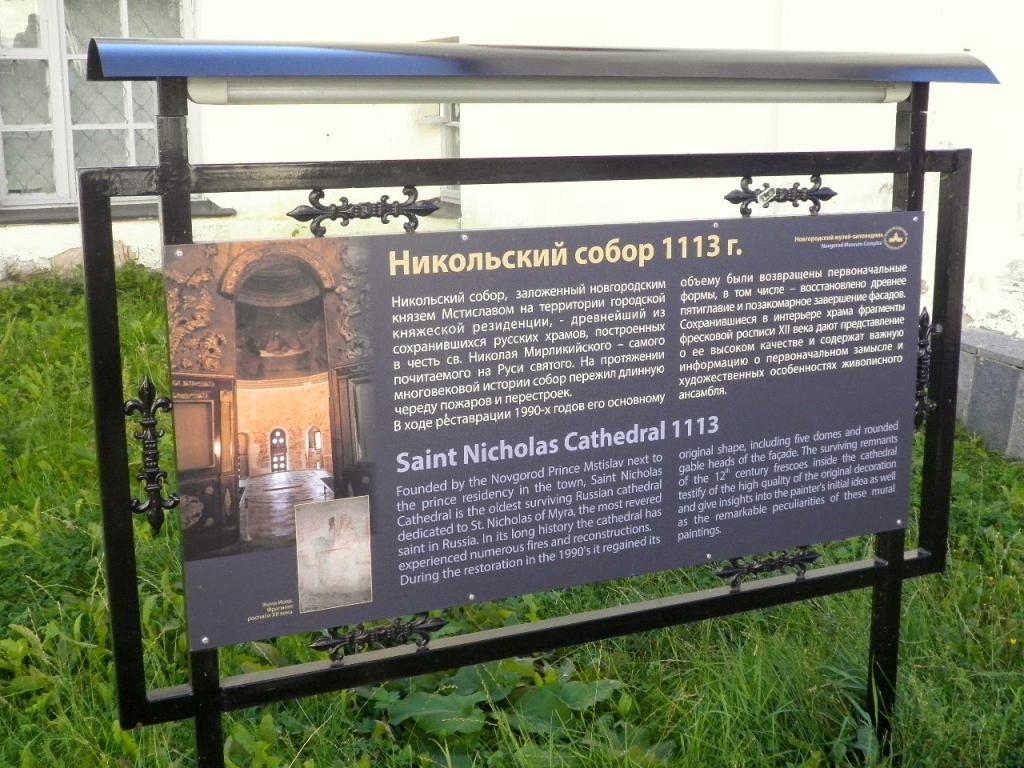 Никольский собор 1113 г.
Новгородский музей-заповедник
Novgorod Museum Complex
Никольский собор, заложенный новгородским
князем Мстиславом на территории городской
княжеской резиденции, - древнейший из
сохранившихся русских храмов, построенных
в честь св. Николая Мирликийского – самого
почитаемого на Руси святого. На протяжении
многовековой истории собор пережил длинную
череду пожаров и перестроек.
В ходе реставрации 1990-х годов его основному
объему были возвращены первоначальные
формы, в том числе – восстановлено древнее
пятиглавие и позакомарное завершение фасадов.
Сохранившиеся в интерьере храма фрагменты
фресковой росписи XII века дают представление
о ее высоком качестве и содержат важную
информацию о первоначальном замысле и
художественных особенностях живописного
ансамбля.
Saint Nicholas Cathedral 1113
Founded by the Novgorod Prince Mstislav next to
the prince residency in the town, Saint Nicholas
Cathedral is the oldest surviving Russian cathedral
dedicated to St. Nicholas of Myra, the most revered
saint in Russia. In its long history the cathedral has
experienced numerous fires and reconstructions.
During the restoration in the 1990's it regained its
original shape, including five domes and rounded
gable heads of the façade. The surviving remnants
of the 12th century frescoes inside the cathedral
testify of the high quality of the original decoration
and give insights into the painter's initial idea as well
as the remarkable peculiarities of these mural
paintings.
Жена Иова.
Фрагмент
росписи XII века